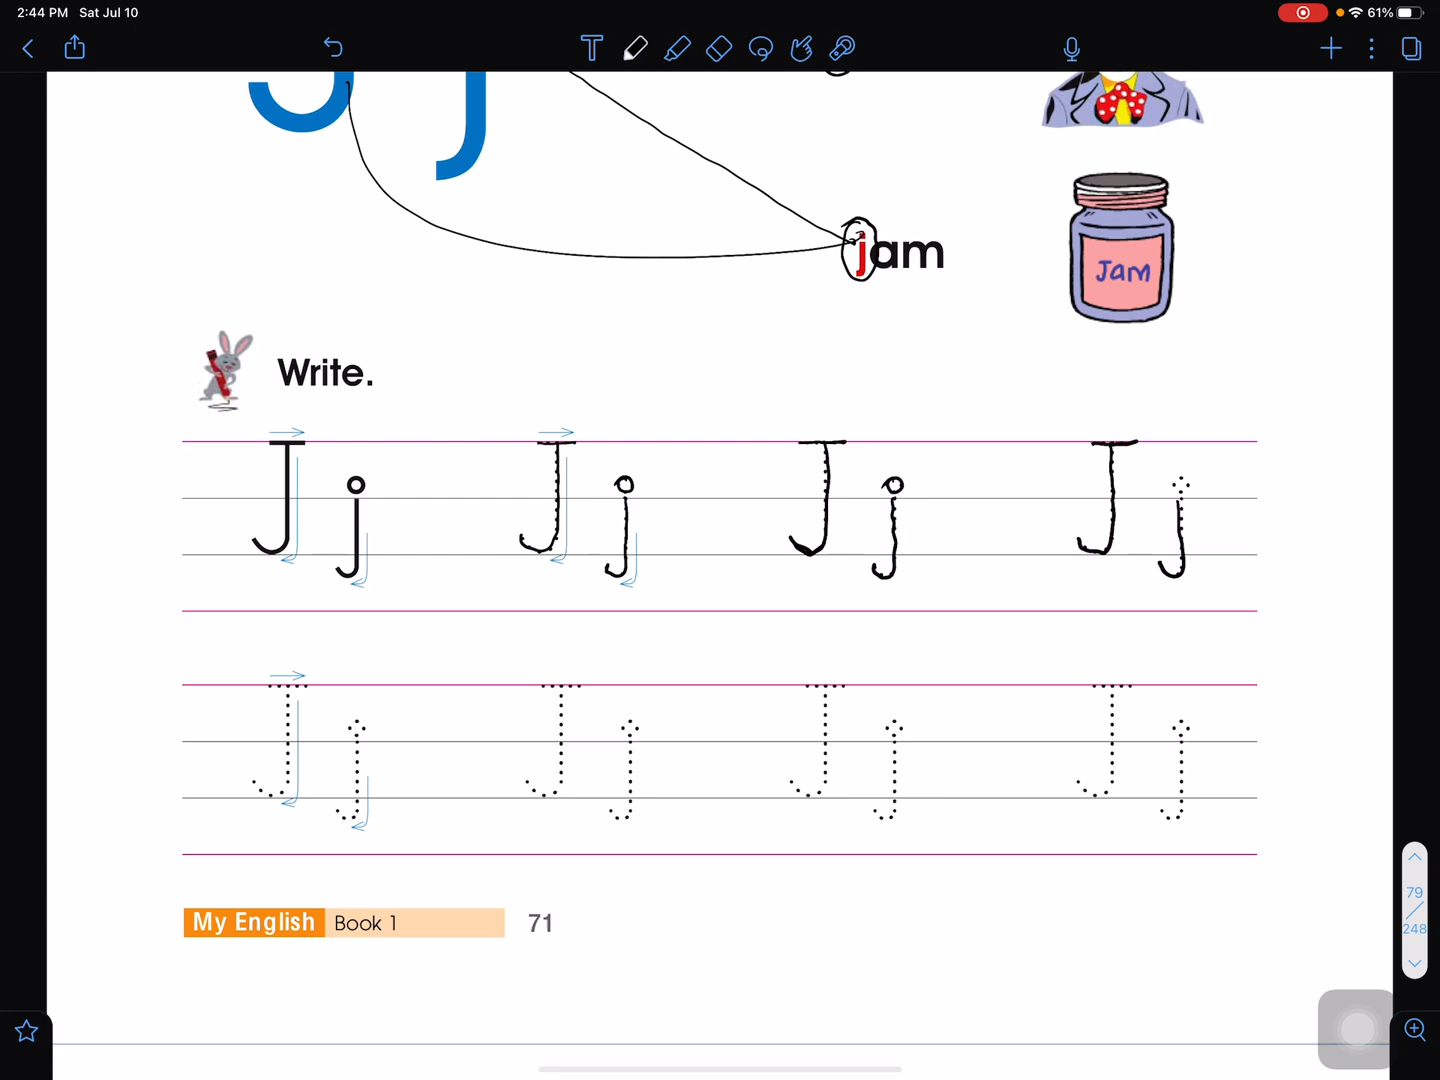 2:44 PM Sat Jul 10 61%
J j
jam
Jam
Write.
J j J j J j J j
J j J j J j J j
My English Book 1 71
79
248